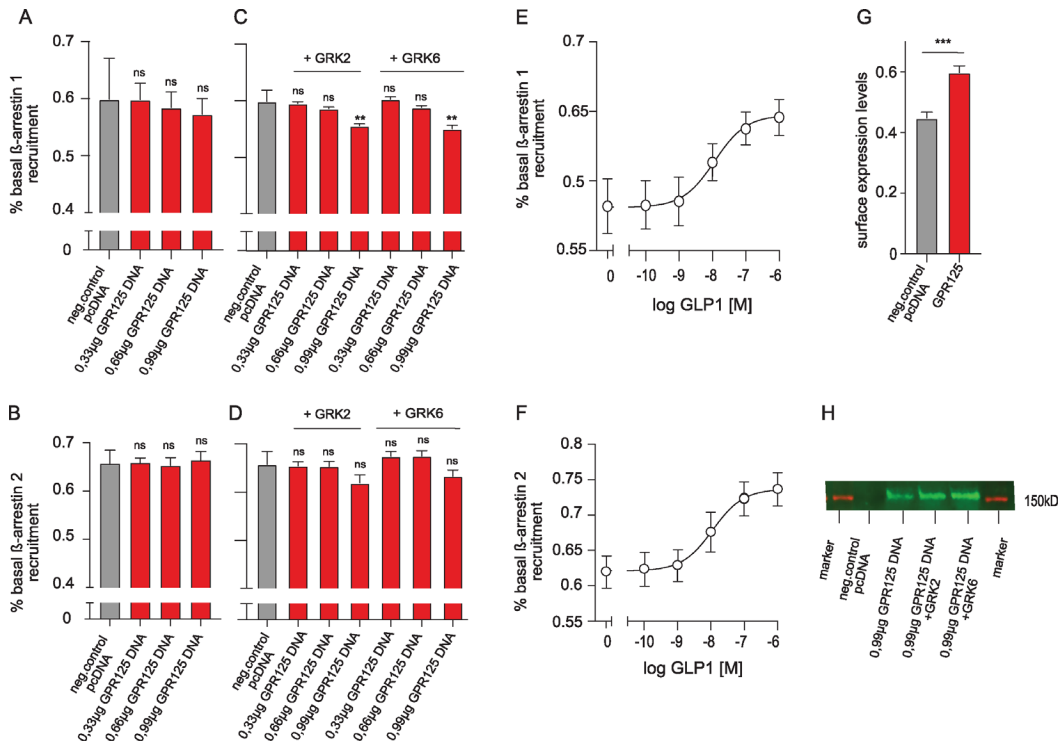 A
0.7
0.6
0.5
0.4
0
% basal ß-arrestin 1
recruitment
ns
ns
ns
neg.control
pcDNA
0,33µg GPR125 DNA
0,66µg GPR125 DNA
0,99µg GPR125 DNA
C
+ GRK2
+ GRK6
ns
ns
**
ns
ns
**
neg.control
pcDNA
0,33µg GPR125 DNA
0,66µg GPR125 DNA
0,99µg GPR125 DNA
0,33µg GPR125 DNA
0,66µg GPR125 DNA
0,99µg GPR125 DNA
E
0.7
0.65
0.5
0.55
% basal ß-arrestin 1
recruitment
0
-10
-9
-8
-7
-6
log GLP1 [M]
G
***
0.6
0.4
0.2
0
surface expression levels
neg.control
pcDNA
GPR125
B
0.7
0.6
0.5
0.4
0
% basal ß-arrestin 2
recruitment
ns
ns
ns
neg.control
pcDNA
0,33µg GPR125 DNA
0,66µg GPR125 DNA
0,99µg GPR125 DNA
D
+ GRK2
+ GRK6
ns
ns
ns
ns
ns
ns
neg.control
pcDNA
0,33µg GPR125 DNA
0,66µg GPR125 DNA
0,99µg GPR125 DNA
0,33µg GPR125 DNA
0,66µg GPR125 DNA
0,99µg GPR125 DNA
F
0.8
0.75
0.7
0.65
0.6
0.55
% basal ß-arrestin 2
recruitment
0
-10
-9
-8
-7
-6
log GLP1 [M]
H
150kD
marker
neg.control
pcDNA
0,99µg GPR125 DNA
0,99µg GPR125 DNA
+GRK2
0,99µg GPR125 DNA
+GRK6
marker